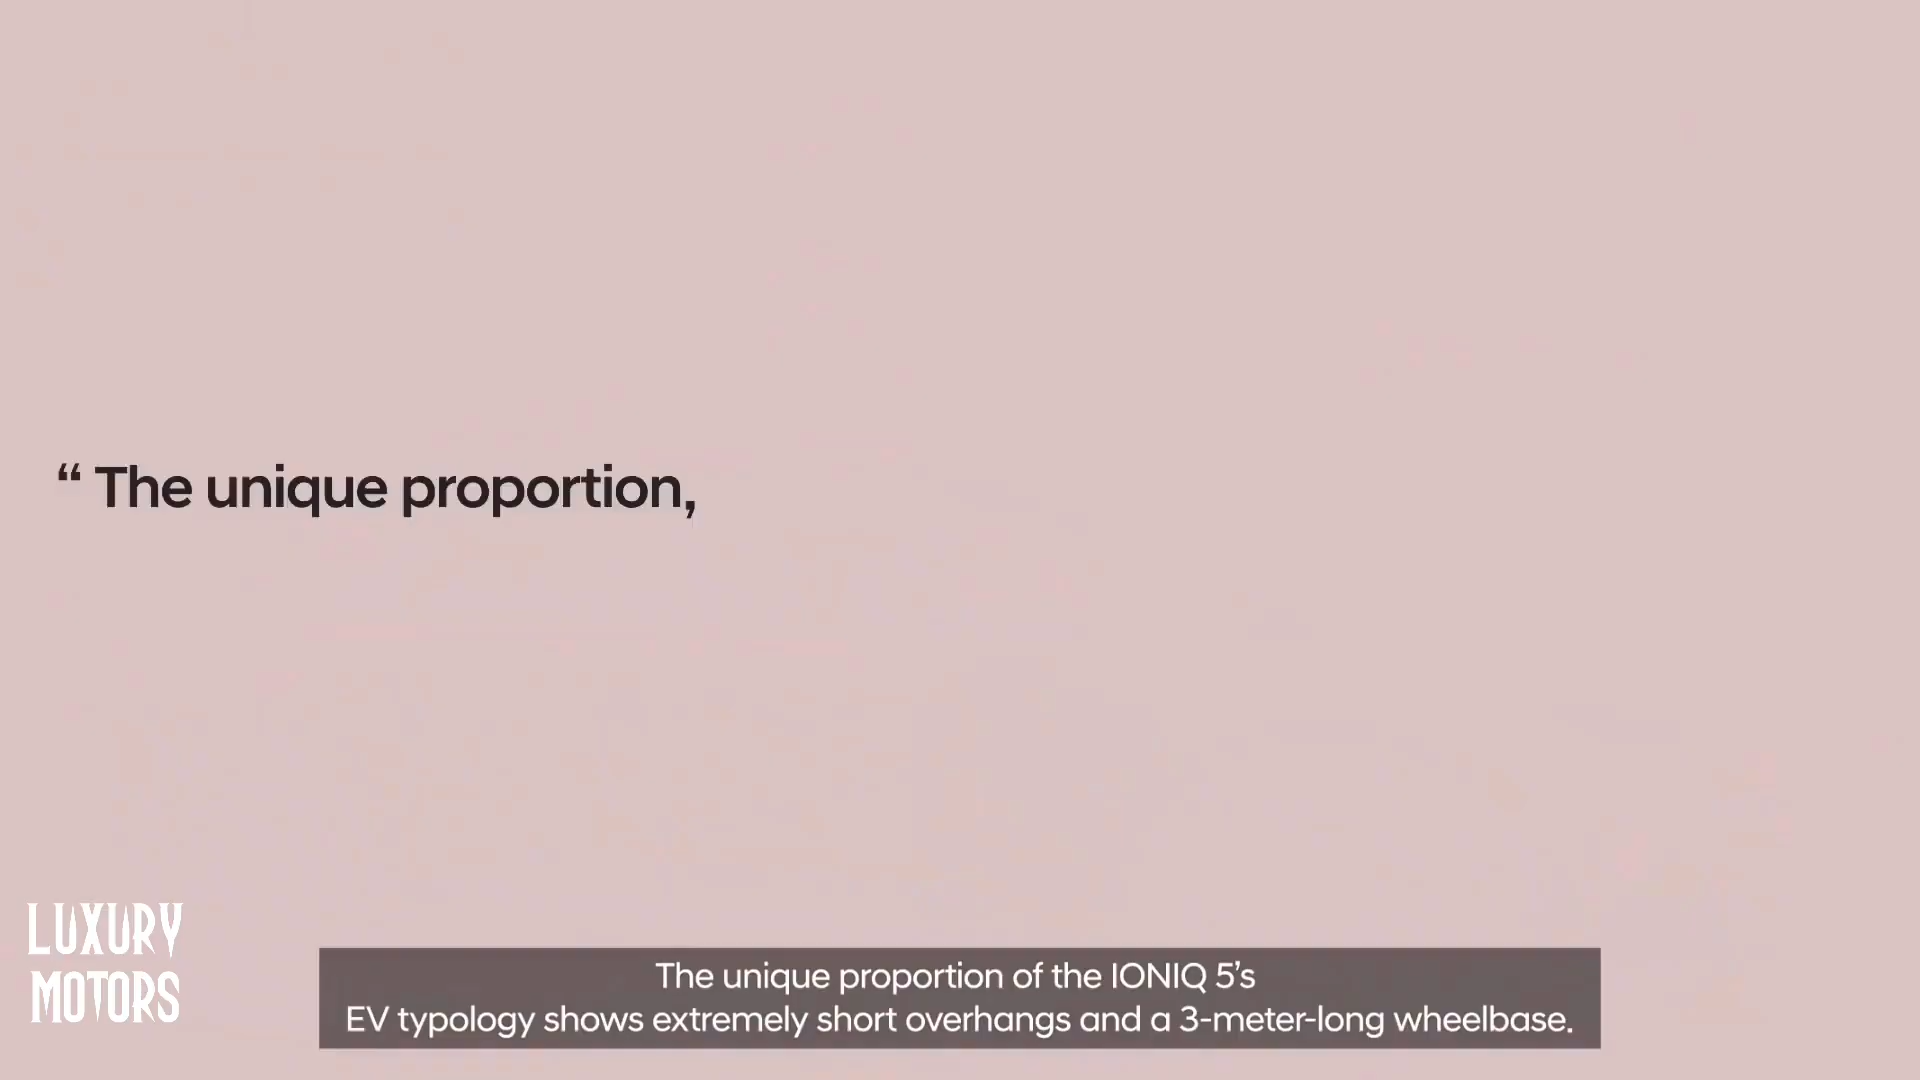 “ The unique proportion,
LUXURY
MOTORS
The unique proportion of the IONIQ 5’s
EV typology shows extremely short overhangs and a 3-meter-long wheelbase.